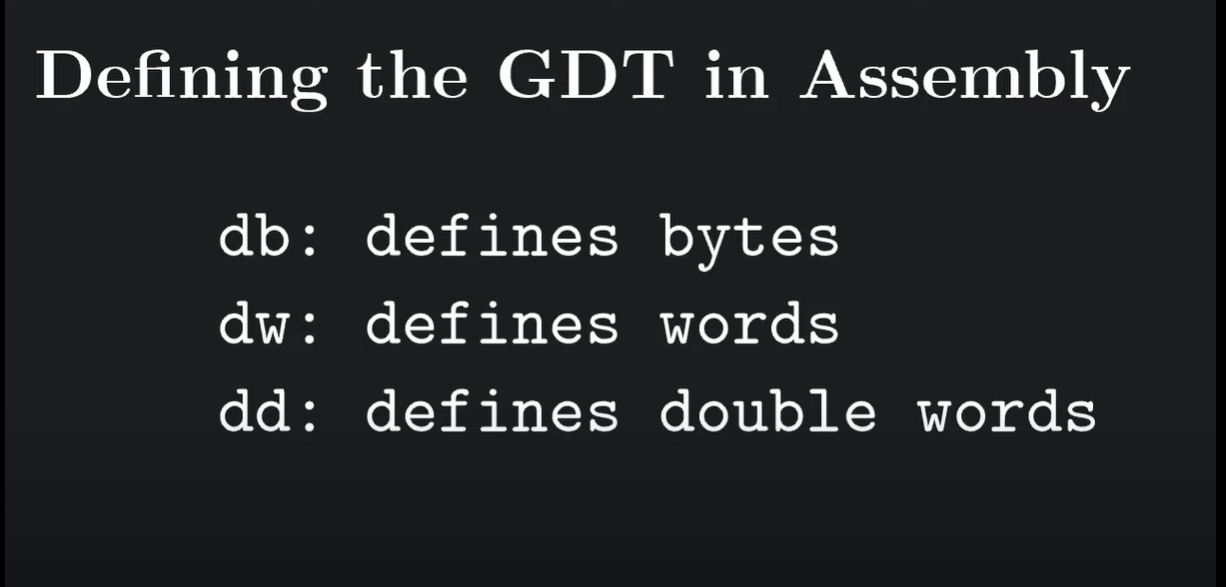 Defining the GDT in Assembly
db: defines bytes
dw: defines words
dd: defines double words